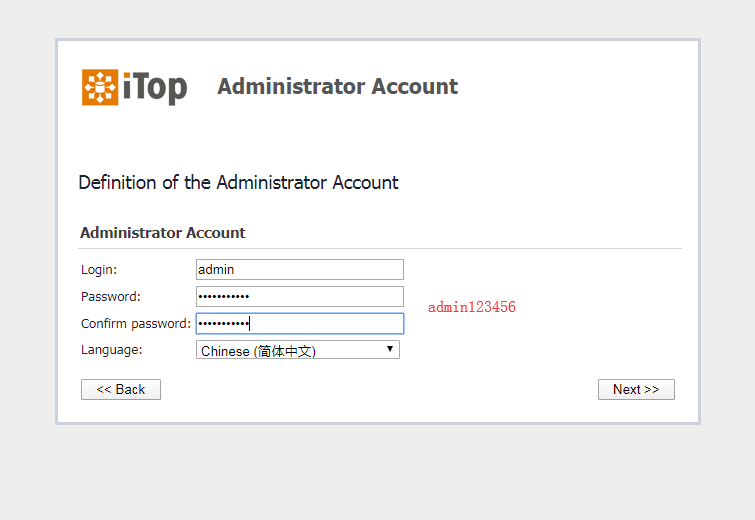 iTop Administrator Account
Definition of the Administrator Account
Administrator Account
Login: admin
Password: •••••••••••
admin123456
Confirm password: •••••••••••
Language: Chinese (简体中文)
<< Back Next >>